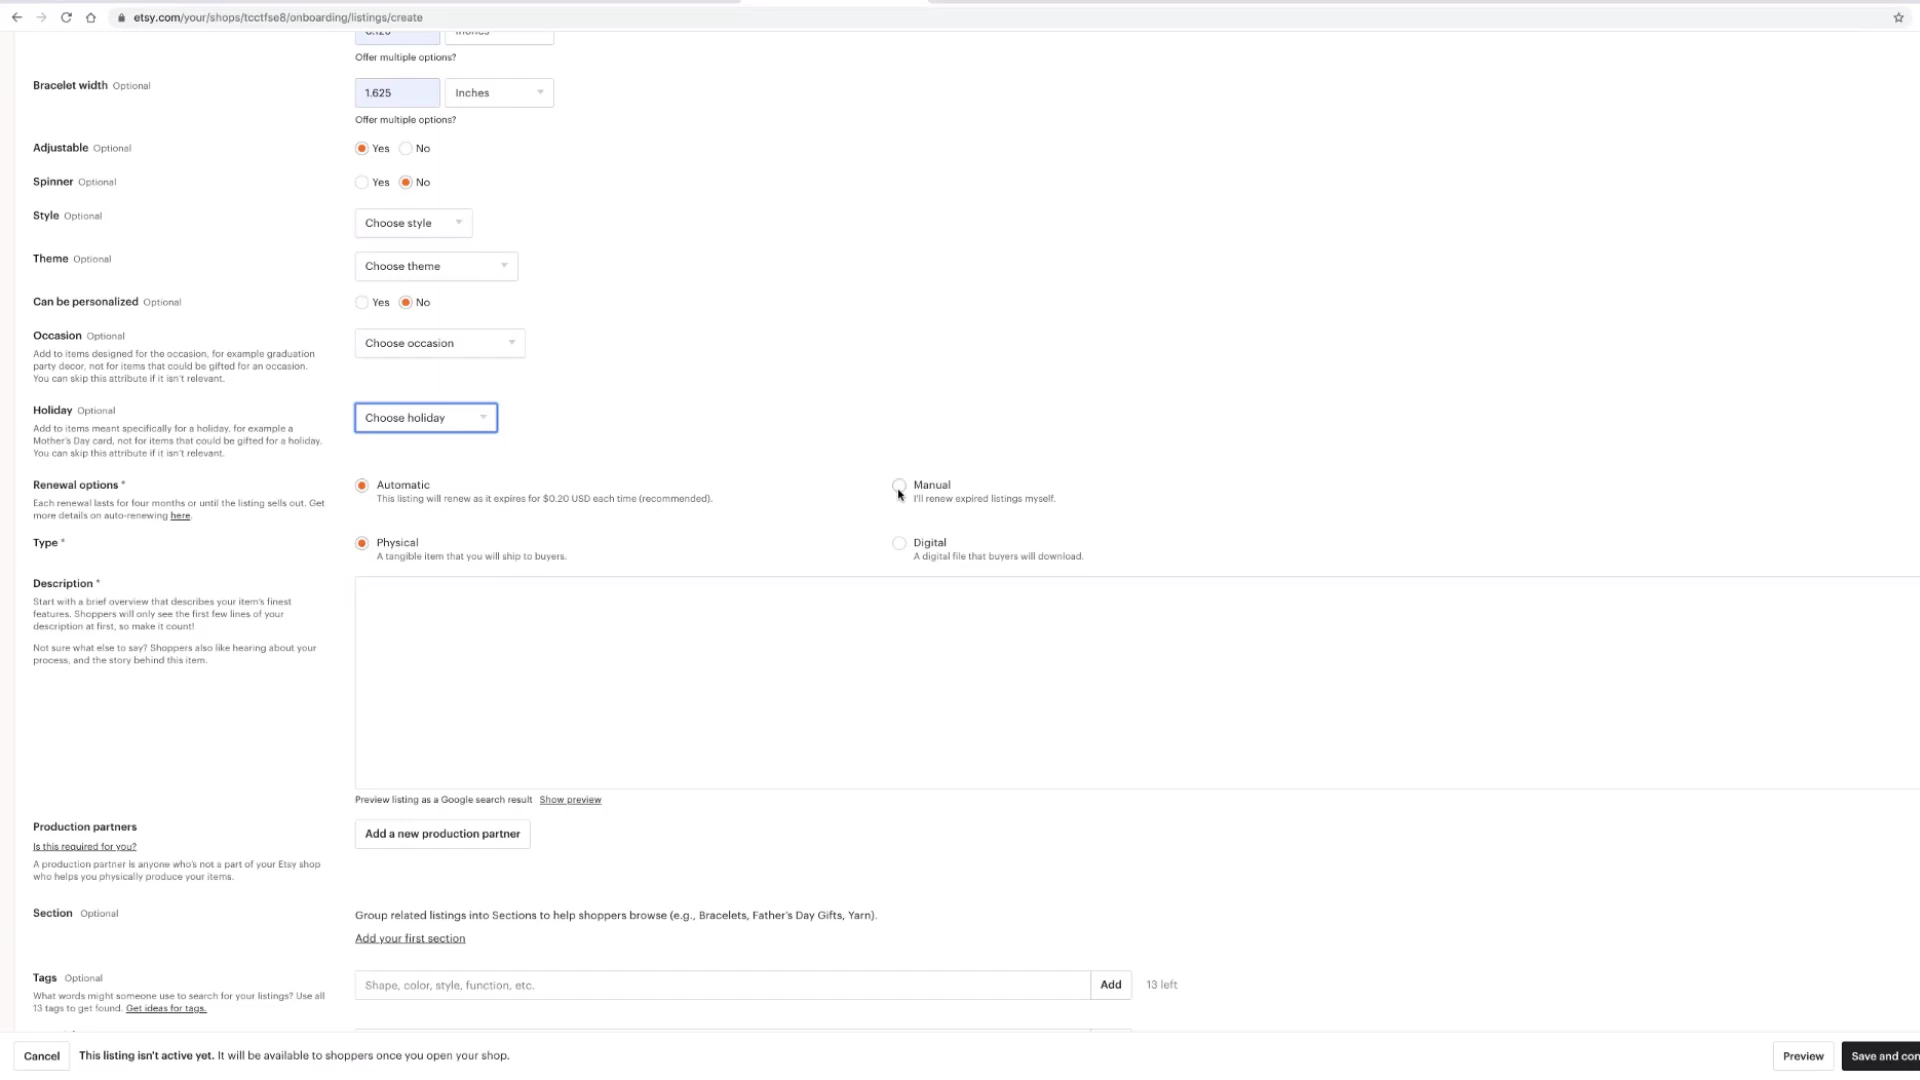 etsy.com/your/shops/tcctfse8/onboarding/listings/create
Offer multiple options?
Bracelet width Optional
1.625
Inches
Offer multiple options?
Adjustable Optional
Yes No
Spinner Optional
Yes No
Style Optional
Choose style
Theme Optional
Choose theme
Can be personalized Optional
Yes No
Occasion Optional
Add to items designed for the occasion, for example graduation
party decor, not for items that could be gifted for an occasion.
You can skip this attribute if it isn't relevant.
Choose occasion
Holiday Optional
Add to items meant specifically for a holiday, for example a
Mother's Day card, not for items that could be gifted for a holiday.
You can skip this attribute if it isn't relevant.
Choose holiday
Renewal options *
Each renewal lasts for four months or until the listing sells out. Get
more details on auto-renewing here.
Automatic
This listing will renew as it expires for $0.20 USD each time (recommended).
Manual
I'll renew expired listings myself.
Type *
Physical
A tangible item that you will ship to buyers.
Digital
A digital file that buyers will download.
Description *
Start with a brief overview that describes your item's finest
features. Shoppers will only see the first few lines of your
description at first, so make it count!
Not sure what else to say? Shoppers also like hearing about your
process, and the story behind this item.
Preview listing as a Google search result Show preview
Production partners
Is this required for you?
A production partner is anyone who's not a part of your Etsy shop
who helps you physically produce your items.
Add a new production partner
Section Optional
Group related listings into Sections to help shoppers browse (e.g., Bracelets, Father's Day Gifts, Yarn).
Add your first section
Tags Optional
What words might someone use to search for your listings? Use all
13 tags to get found. Get ideas for tags.
Shape, color, style, function, etc.
Add
13 left
Cancel
This listing isn't active yet. It will be available to shoppers once you open your shop.
Preview
Save and con